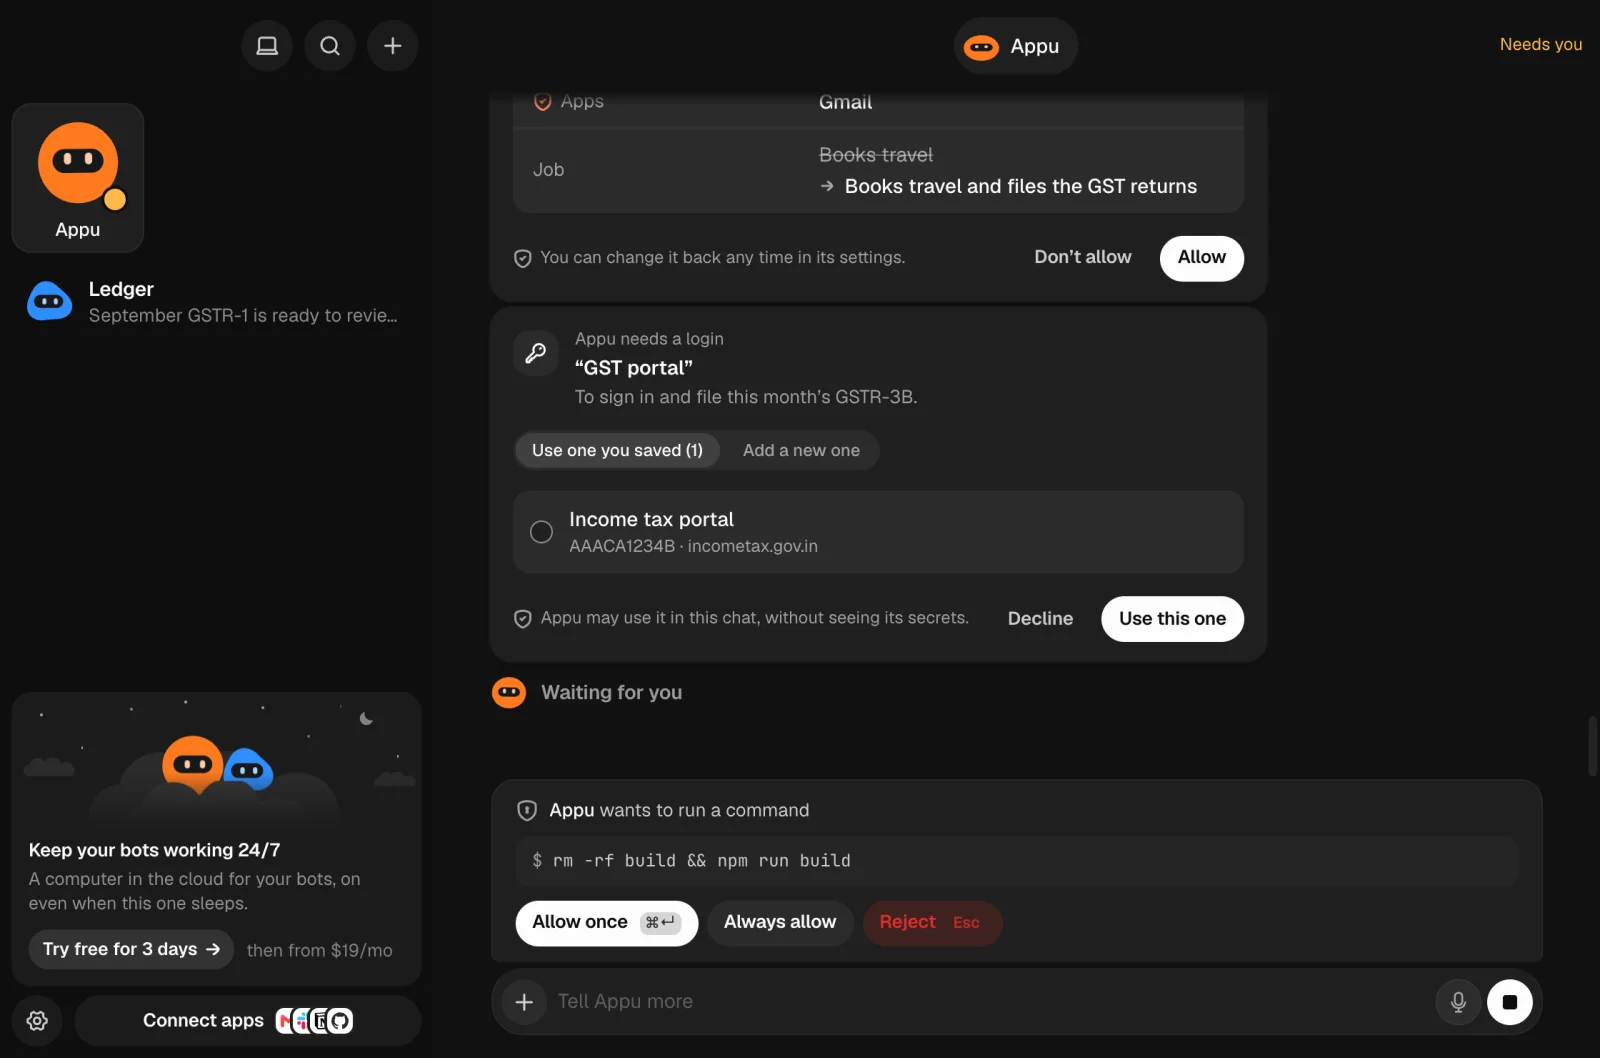 Appu
Needs you
Appu
Ledger
September GSTR-1 is ready to revie...
Apps
Gmail
Job
Books travel
→ Books travel and files the GST returns
You can change it back any time in its settings.
Don't allow
Allow
Appu needs a login
“GST portal”
To sign in and file this month's GSTR-3B.
Use one you saved (1)
Add a new one
Income tax portal
AAACA1234B · incometax.gov.in
Appu may use it in this chat, without seeing its secrets.
Decline
Use this one
Waiting for you
Keep your bots working 24/7
A computer in the cloud for your bots, on
even when this one sleeps.
Try free for 3 days →
then from $19/mo
Connect apps
Appu wants to run a command
$ rm -rf build && npm run build
Allow once ⌘↵
Always allow
Reject Esc
Tell Appu more